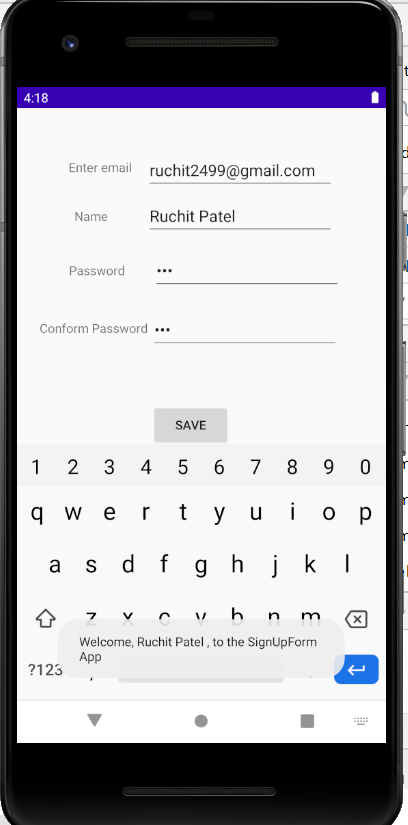 4:18
Enter email ruchit2499@gmail.com
Name Ruchit Patel
Password •••
Conform Password •••
SAVE
1 2 3 4 5 6 7 8 9 0
q w e r t y u i o p
a s d f g h j k l
z x c v b n m
Welcome, Ruchit Patel , to the SignUpForm
App
?123